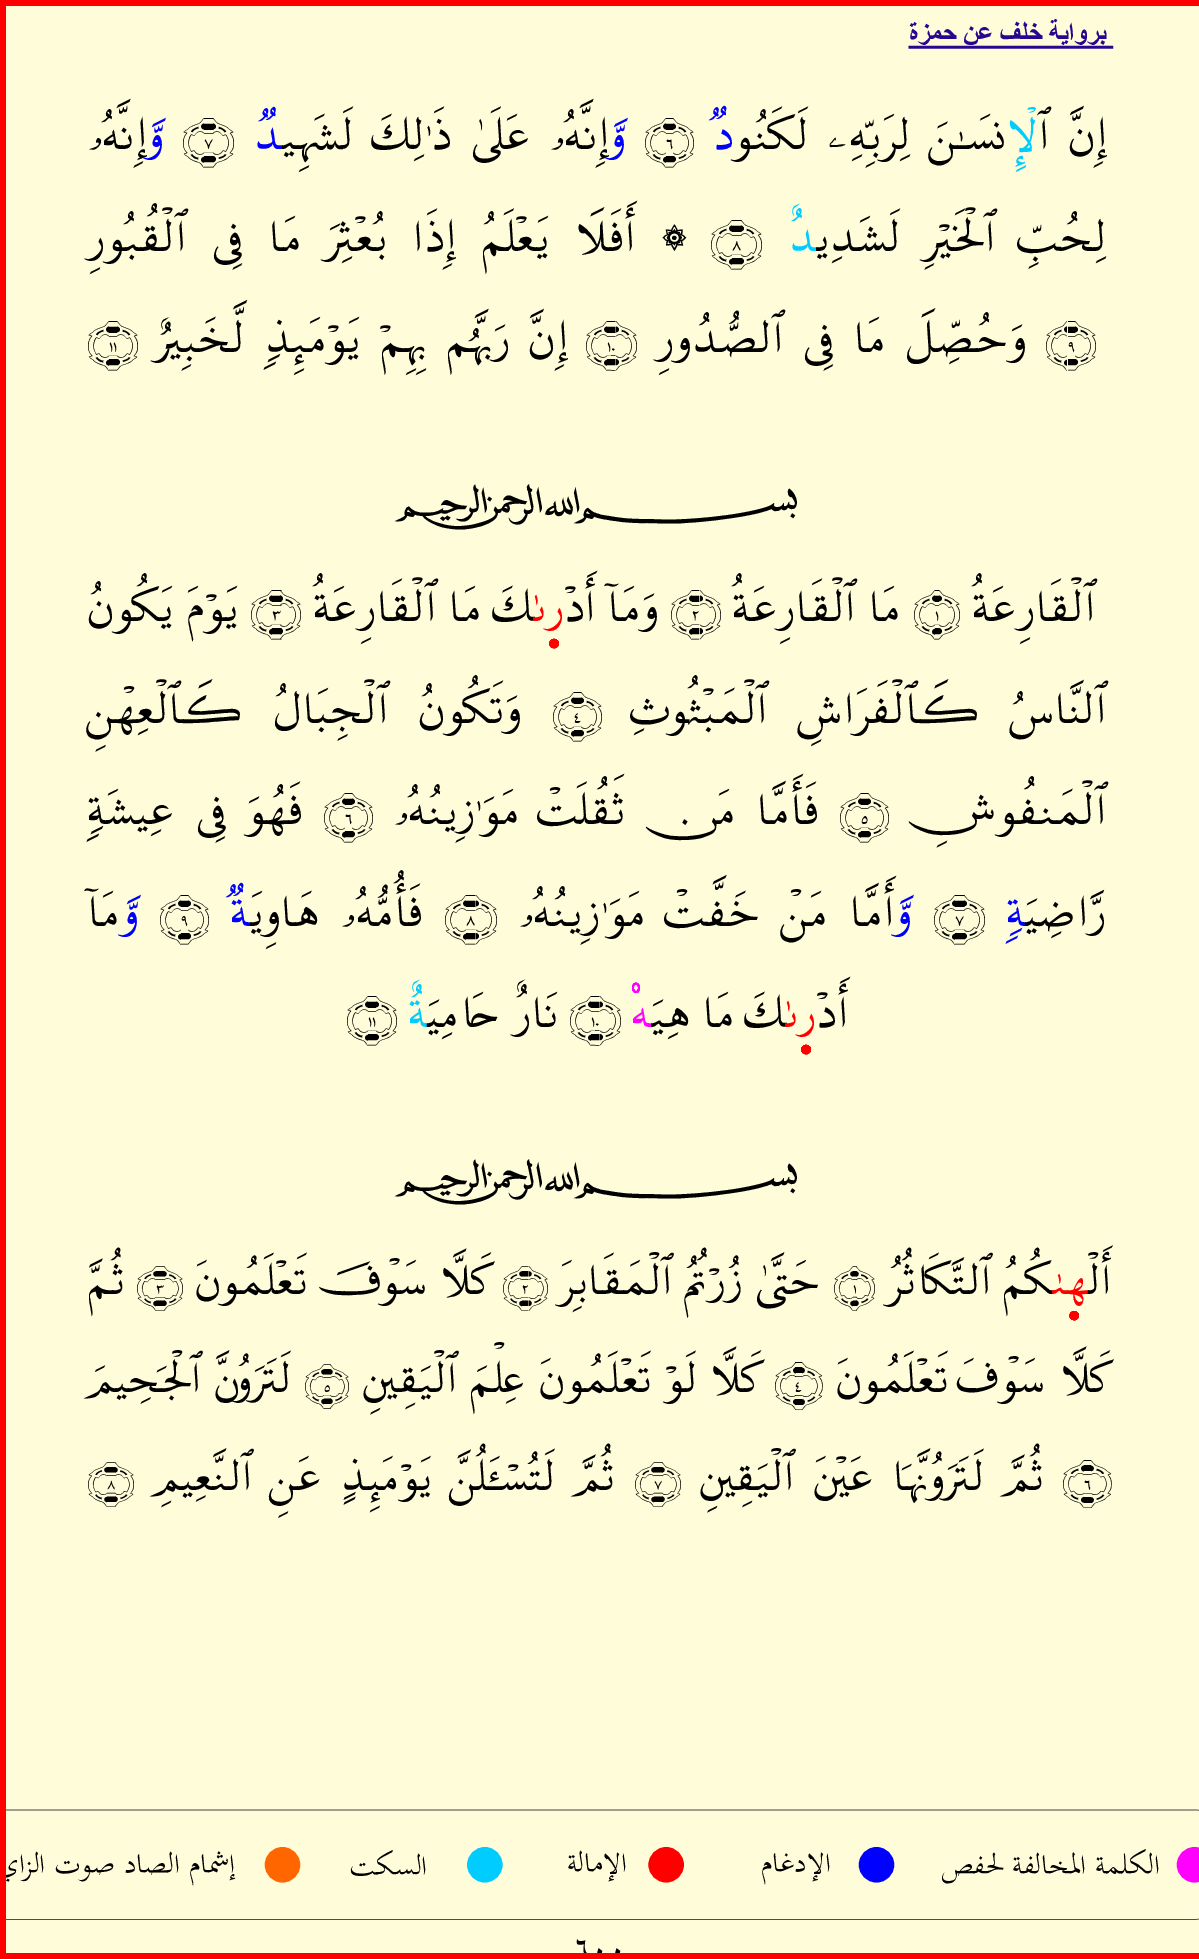 برواية خلف عن حمزة
إِنَّ ٱلْإِنسَـٰنَ لِرَبِّهِۦ لَكَنُودٌ ٦ وَّإِنَّهُۥ عَلَىٰ ذَٰلِكَ لَشَهِيدٌ ٧ وَّإِنَّهُۥ
لِحُبِّ ٱلْخَيْرِ لَشَدِيدٌ ٨ ۞ أَفَلَا يَعْلَمُ إِذَا بُعْثِرَ مَا فِى ٱلْقُبُورِ
٩ وَحُصِّلَ مَا فِى ٱلصُّدُورِ ١٠ إِنَّ رَبَّهُم بِهِمْ يَوْمَئِذٍ لَّخَبِيرٌ ١١
بسم الله الرحمن الرحيم
ٱلْقَارِعَةُ ١ مَا ٱلْقَارِعَةُ ٢ وَمَآ أَدْرِىٰكَ مَا ٱلْقَارِعَةُ ٣ يَوْمَ يَكُونُ
ٱلنَّاسُ كَٱلْفَرَاشِ ٱلْمَبْثُوثِ ٤ وَتَكُونُ ٱلْجِبَالُ كَٱلْعِهْنِ
ٱلْمَنفُوشِ ٥ فَأَمَّا مَن ثَقُلَتْ مَوَٰزِينُهُۥ ٦ فَهُوَ فِى عِيشَةٍ
رَّاضِيَةٍ ٧ وَّأَمَّا مَنْ خَفَّتْ مَوَٰزِينُهُۥ ٨ فَأُمُّهُۥ هَاوِيَةٌ ٩ وَّمَآ
أَدْرِىٰكَ مَا هِيَهْ ١٠ نَارٌ حَامِيَةٌ ١١
بسم الله الرحمن الرحيم
أَلْهِىٰكُمُ ٱلتَّكَاثُرُ ١ حَتَّىٰ زُرْتُمُ ٱلْمَقَابِرَ ٢ كَلَّا سَوْفَ تَعْلَمُونَ ٣ ثُمَّ
كَلَّا سَوْفَ تَعْلَمُونَ ٤ كَلَّا لَوْ تَعْلَمُونَ عِلْمَ ٱلْيَقِينِ ٥ لَتَرَوُنَّ ٱلْجَحِيمَ
٦ ثُمَّ لَتَرَوُنَّهَا عَيْنَ ٱلْيَقِينِ ٧ ثُمَّ لَتُسْـَٔلُنَّ يَوْمَئِذٍ عَنِ ٱلنَّعِيمِ ٨
الكلمة المخالفة لحفص الإدغام الإمالة السكت إشمام الصاد صوت الزاي
٦٠٠